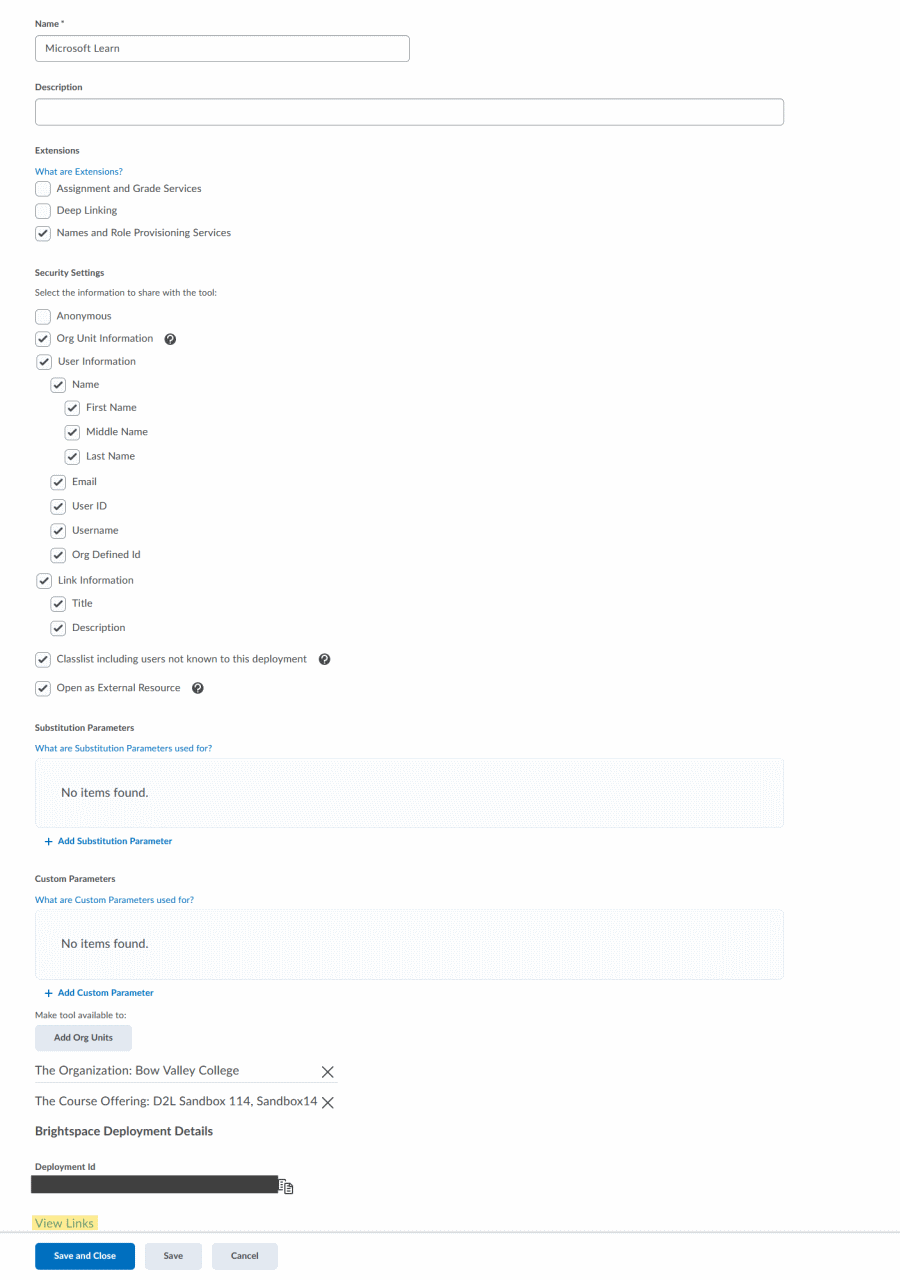 Name *
Microsoft Learn
Description
Extensions
What are Extensions?
Assignment and Grade Services
Deep Linking
Names and Role Provisioning Services
Security Settings
Select the information to share with the tool:
Anonymous
Org Unit Information ?
User Information
Name
First Name
Middle Name
Last Name
Email
User ID
Username
Org Defined Id
Link Information
Title
Description
Classlist including users not known to this deployment ?
Open as External Resource ?
Substitution Parameters
What are Substitution Parameters used for?
No items found.
+ Add Substitution Parameter
Custom Parameters
What are Custom Parameters used for?
No items found.
+ Add Custom Parameter
Make tool available to:
Add Org Units
The Organization: Bow Valley College
The Course Offering: D2L Sandbox 114, Sandbox14
Brightspace Deployment Details
Deployment Id
View Links
Save and Close Save Cancel